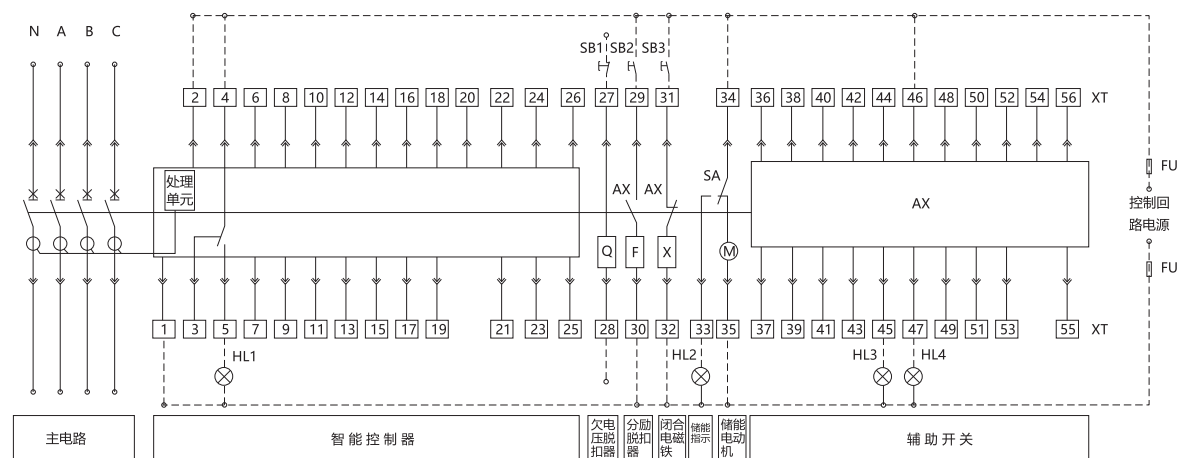 N A B C
SB1 SB2 SB3
2 4 6 8 10 12 14 16 18 20 22 24 26 27 29 31 34 36 38 40 42 44 46 48 50 52 54 56 XT
FU
处理
单元
AX AX SA
AX
控制回
路电源
Q F X M
FU
1 3 5 7 9 11 13 15 17 19 21 23 25 28 30 32 33 35 37 39 41 43 45 47 49 51 53 55 XT
HL1 HL2 HL3 HL4
主电路
智能控制器
欠电
压脱
扣器
分励
脱扣
器
闭合
电磁
铁
储能
指示
储能
电动
机
辅助开关